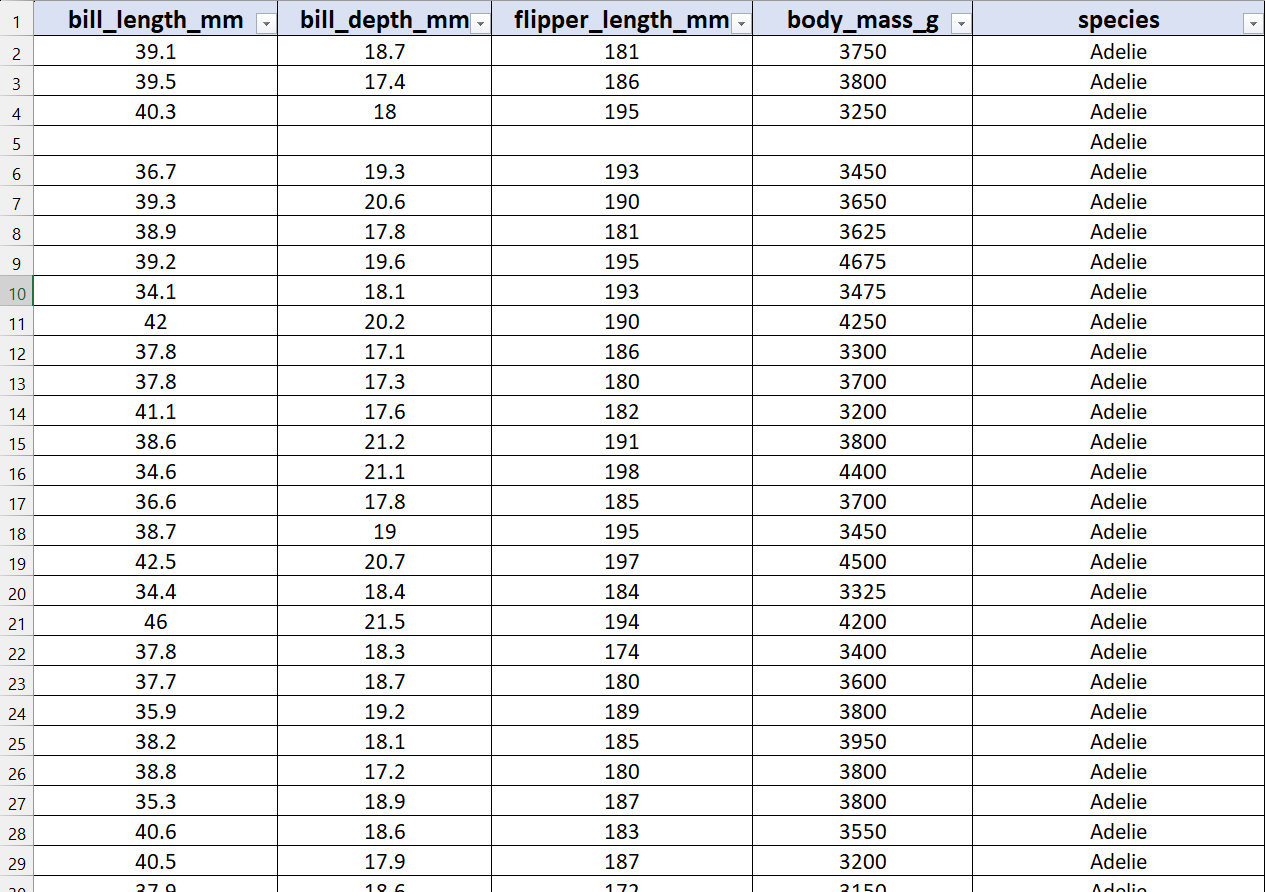 1 bill_length_mm bill_depth_mm flipper_length_mm body_mass_g species
2 39.1 18.7 181 3750 Adelie
3 39.5 17.4 186 3800 Adelie
4 40.3 18 195 3250 Adelie
5 Adelie
6 36.7 19.3 193 3450 Adelie
7 39.3 20.6 190 3650 Adelie
8 38.9 17.8 181 3625 Adelie
9 39.2 19.6 195 4675 Adelie
10 34.1 18.1 193 3475 Adelie
11 42 20.2 190 4250 Adelie
12 37.8 17.1 186 3300 Adelie
13 37.8 17.3 180 3700 Adelie
14 41.1 17.6 182 3200 Adelie
15 38.6 21.2 191 3800 Adelie
16 34.6 21.1 198 4400 Adelie
17 36.6 17.8 185 3700 Adelie
18 38.7 19 195 3450 Adelie
19 42.5 20.7 197 4500 Adelie
20 34.4 18.4 184 3325 Adelie
21 46 21.5 194 4200 Adelie
22 37.8 18.3 174 3400 Adelie
23 37.7 18.7 180 3600 Adelie
24 35.9 19.2 189 3800 Adelie
25 38.2 18.1 185 3950 Adelie
26 38.8 17.2 180 3800 Adelie
27 35.3 18.9 187 3800 Adelie
28 40.6 18.6 183 3550 Adelie
29 40.5 17.9 187 3200 Adelie
30 37.9 18.6 172 3150 Adelie